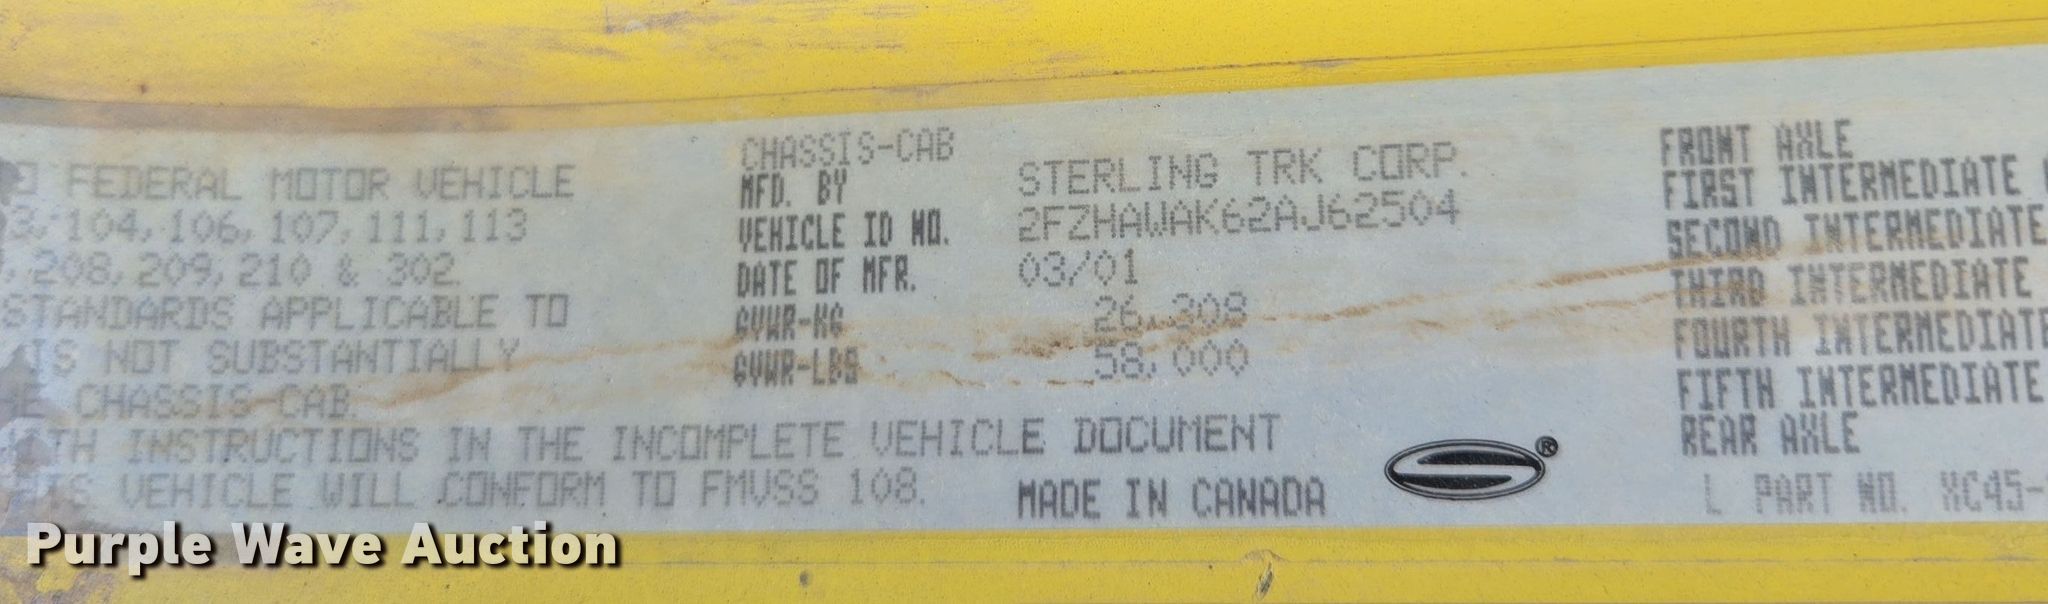 FEDERAL MOTOR VEHICLE
3, 104, 106, 107, 111, 113
208, 209, 210 & 302
STANDARDS APPLICABLE TO
IS NOT SUBSTANTIALLY
CHASSIS-CAB.
INSTRUCTIONS IN THE INCOMPLETE VEHICLE DOCUMENT
VEHICLE WILL CONFORM TO FMVSS 108.
CHASSIS-CAB
MFD. BY STERLING TRK CORP.
VEHICLE ID NO. 2FZHAWAK62AJ62504
DATE OF MFR. 03/01
GVWR-KG 26,308
GVWR-LBS 58,000
MADE IN CANADA
®
FRONT AXLE
FIRST INTERMEDIATE
SECOND INTERMEDIATE
THIRD INTERMEDIATE
FOURTH INTERMEDIATE
FIFTH INTERMEDIATE
REAR AXLE
L PART NO. XC45-
Purple Wave Auction